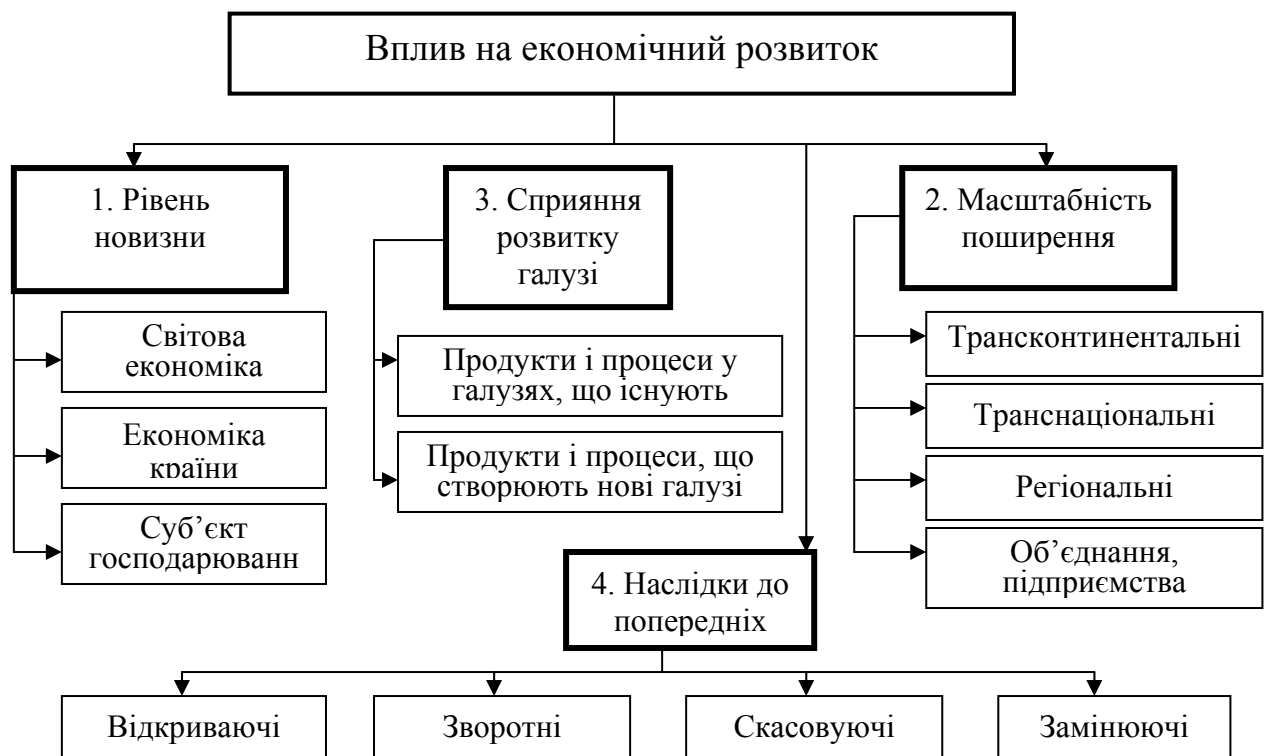 Вплив на економічний розвиток
1. Рівень
новизни
3. Сприяння
розвитку
галузі
2. Масштабність
поширення
Світова
економіка
Економіка
країни
Суб’єкт
господарюванн
Продукти і процеси у
галузях, що існують
Продукти і процеси, що
створюють нові галузі
Трансконтинентальні
Транснаціональні
Регіональні
Об’єднання,
підприємства
4. Наслідки до
попередніх
Відкриваючі
Зворотні
Скасовуючі
Замінюючі